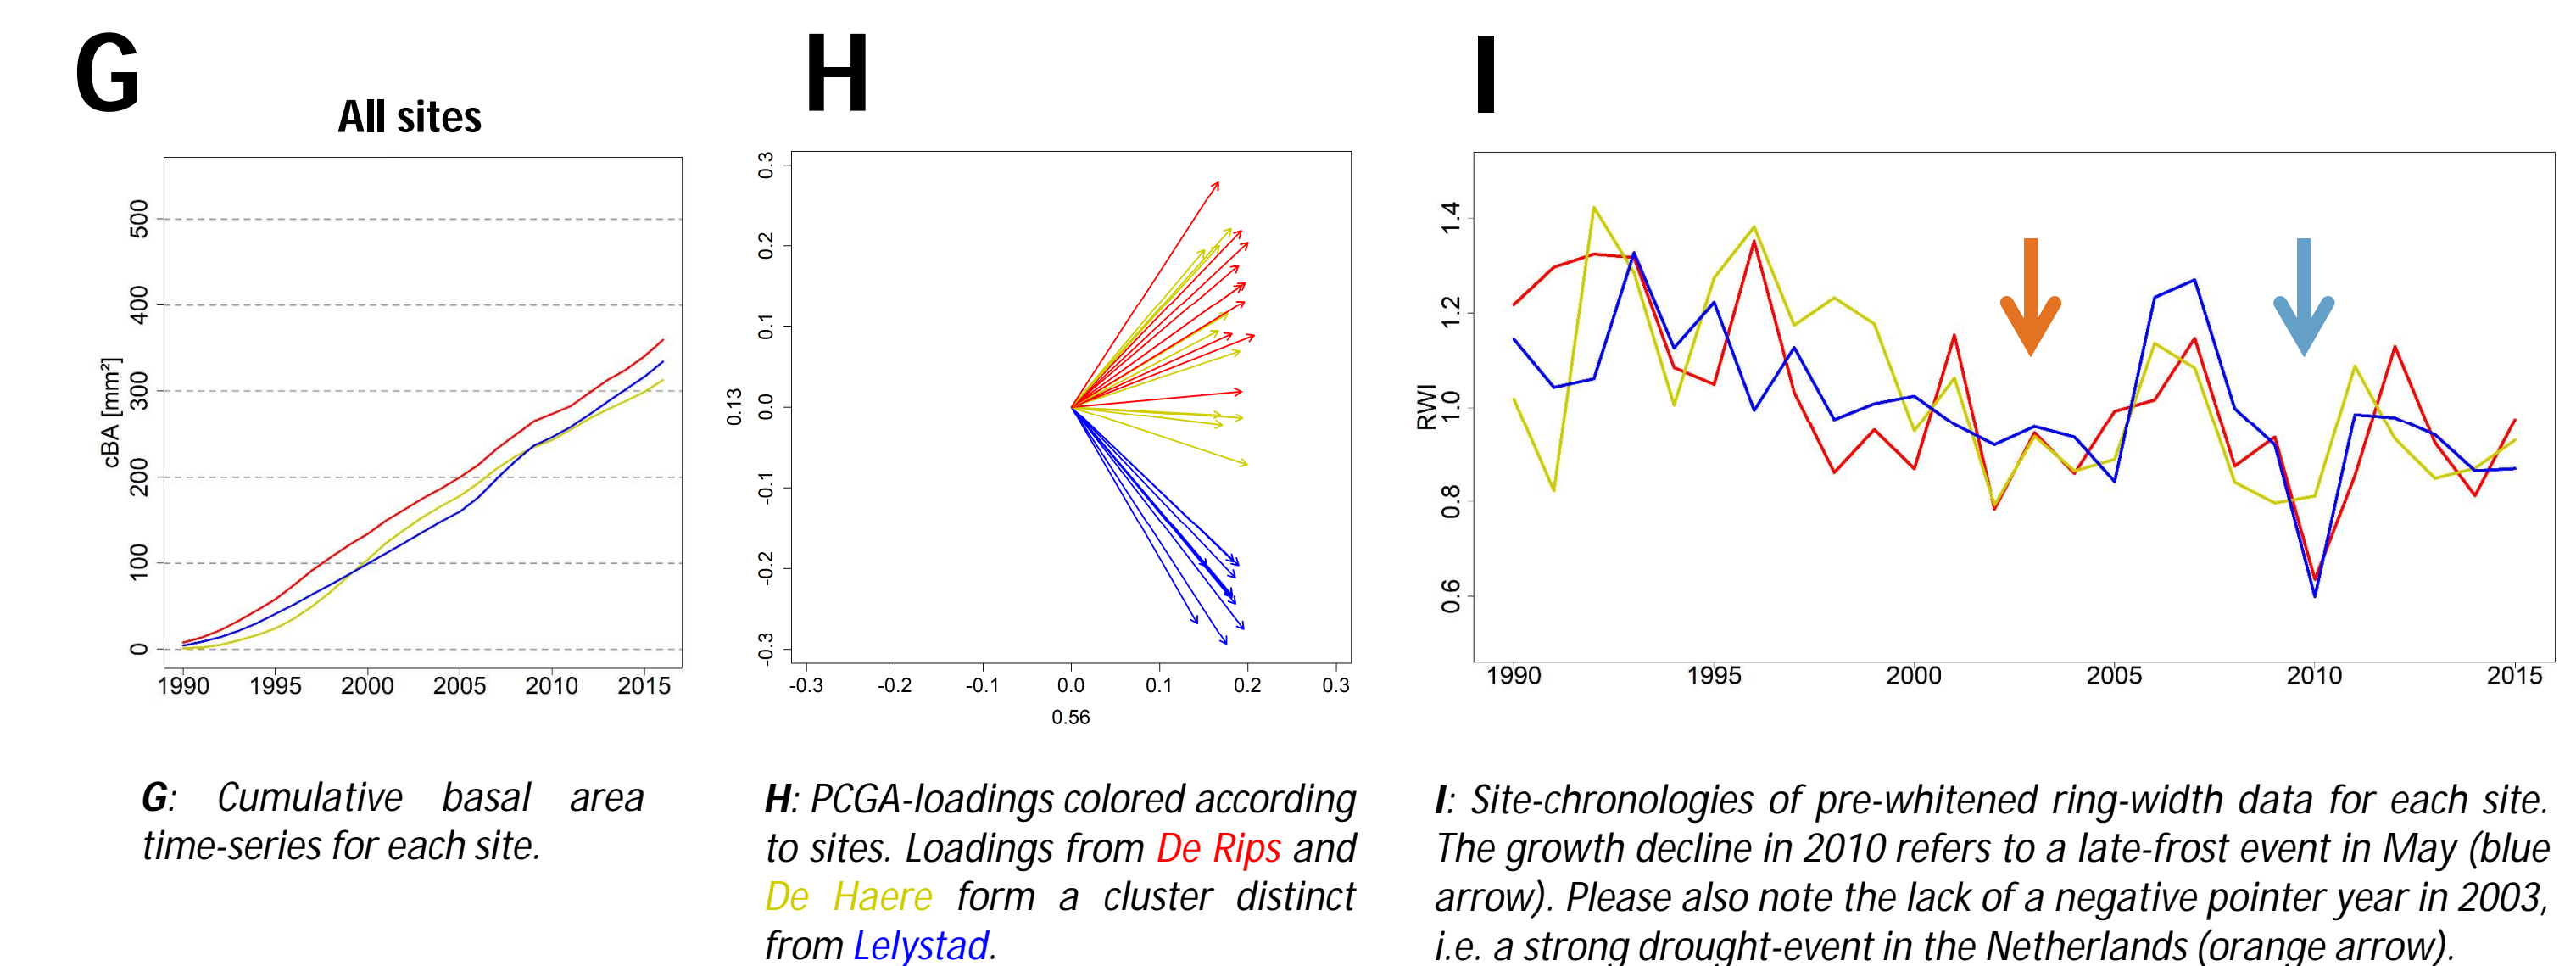 G
H
I
All sites
cBA [mm²]
500
400
300
200
100
0
1990 1995 2000 2005 2010 2015
0.13
0.3
0.2
0.1
0.0
-0.1
-0.2
-0.3
-0.3 -0.2 -0.1 0.0 0.1 0.2 0.3
0.56
RWI
1.4
1.2
1.0
0.8
0.6
1990 1995 2000 2005 2010 2015
G: Cumulative basal area
time-series for each site.
H: PCGA-loadings colored according
to sites. Loadings from De Rips and
De Haere form a cluster distinct
from Lelystad.
I: Site-chronologies of pre-whitened ring-width data for each site.
The growth decline in 2010 refers to a late-frost event in May (blue
arrow). Please also note the lack of a negative pointer year in 2003,
i.e. a strong drought-event in the Netherlands (orange arrow).